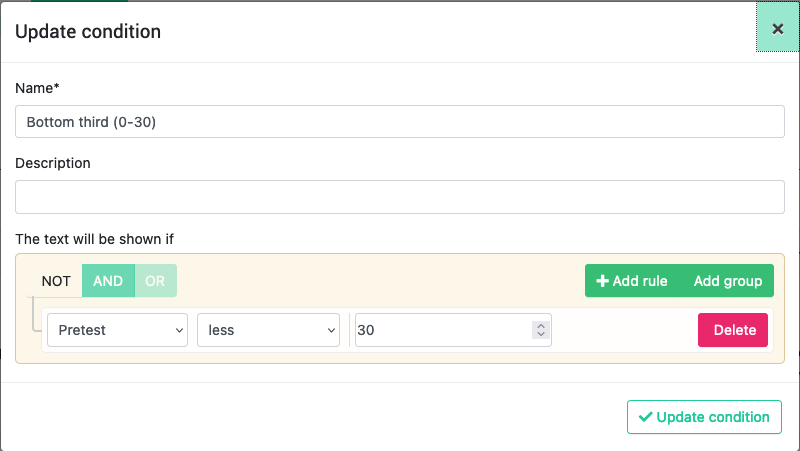 Update condition
Name*
Bottom third (0-30)
Description
The text will be shown if
NOT AND OR Add rule Add group
Pretest less 30 Delete
Update condition